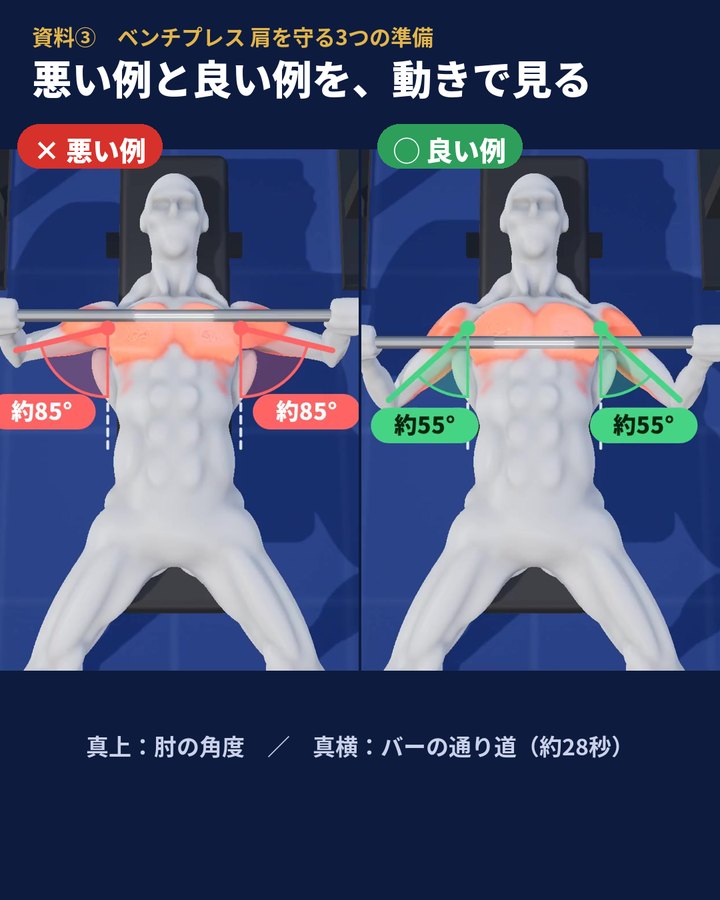 資料③　ベンチプレス 肩を守る3つの準備
悪い例と良い例を、動きで見る
× 悪い例
○ 良い例
約85°
約85°
約55°
約55°
真上：肘の角度　／　真横：バーの通り道（約28秒）